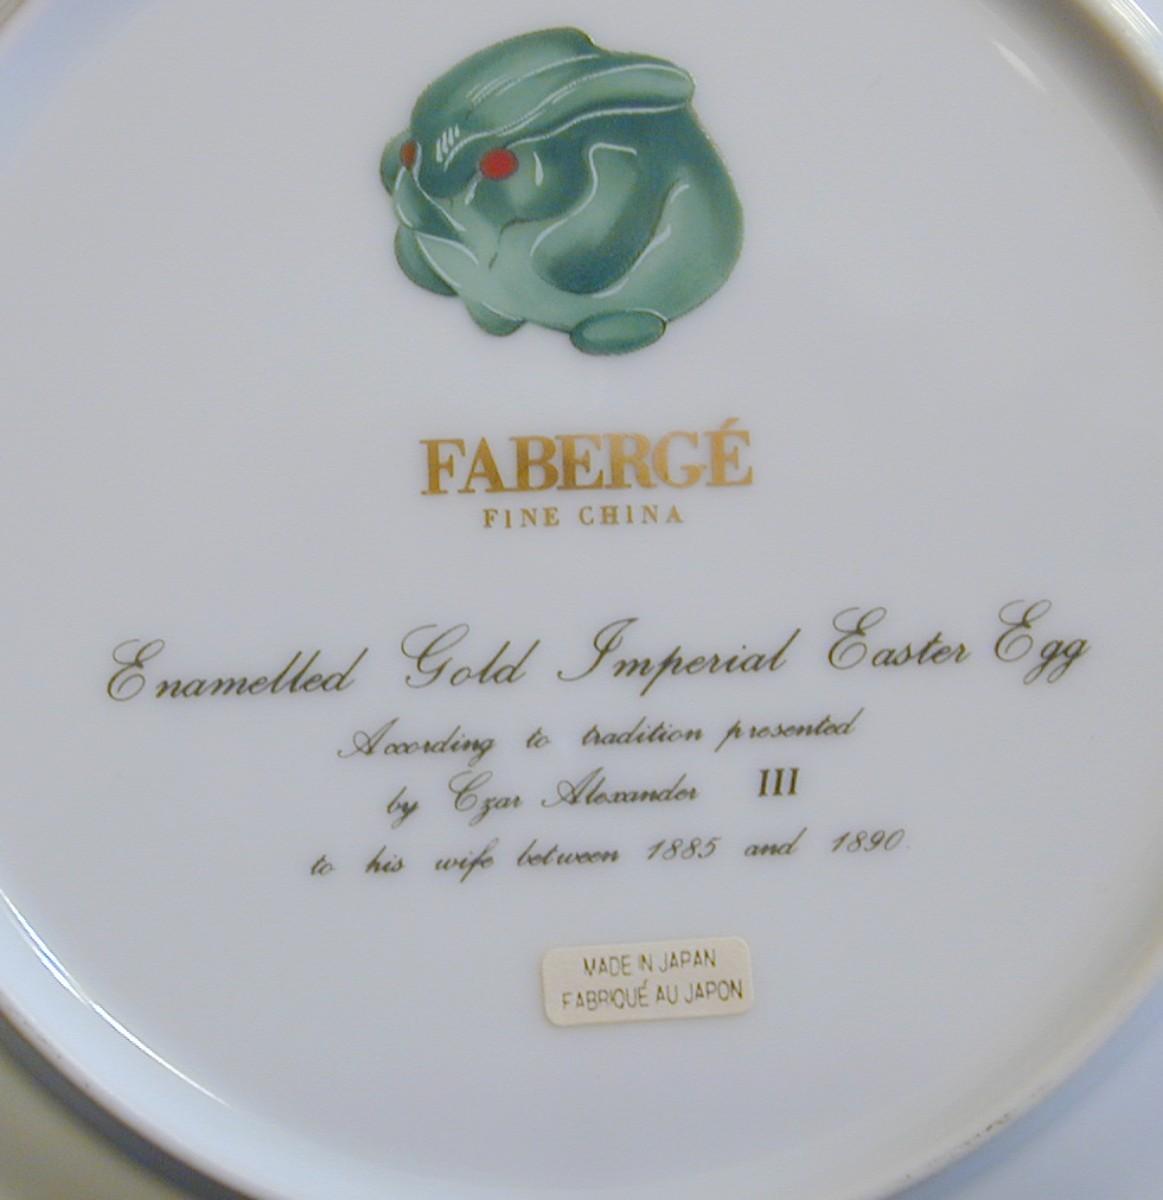 FABERGÉ
FINE CHINA
Enamelled Gold Imperial Easter Egg
According to tradition presented
by Czar Alexander III
to his wife between 1885 and 1890.
MADE IN JAPAN
FABRIQUÉ AU JAPON